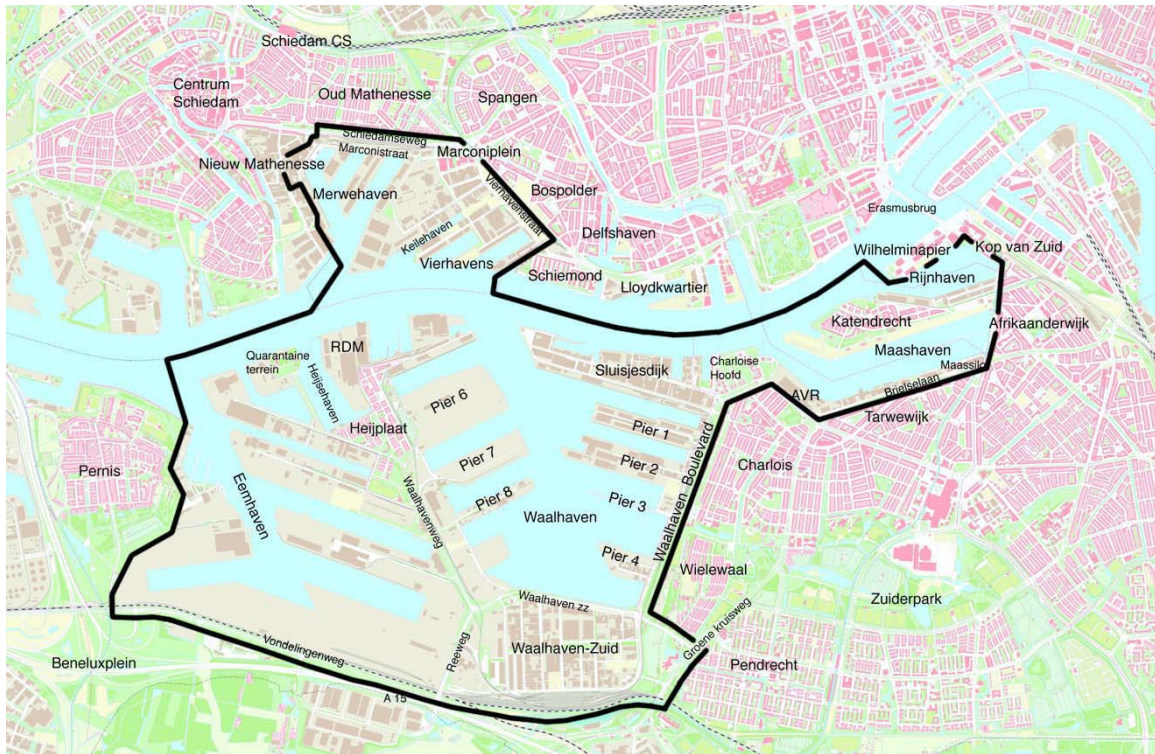 Schiedam CS
Centrum
Schiedam
Oud Mathenesse
Spangen
Schiedamseweg
Marconistraat
Marconiplein
Nieuw Mathenesse
Merwehaven
Vierhavenstraat
Bospolder
Keilehaven
Delfshaven
Erasmusbrug
Vierhavens
Schiemond
Lloydkwartier
Wilhelminapier
Kop van Zuid
Rijnhaven
Katendrecht
Afrikaanderwijk
Maashaven
Maassilo
Brielselaan
Quarantaine
terrein
RDM
Heijsehaven
Sluisjesdijk
Charloise
Hoofd
AVR
Tarwewijk
Pier 6
Heijplaat
Pier 1
Pier 7
Pier 2
Charlois
Pernis
Eemhaven
Waalhavenweg
Pier 8
Waalhaven
Pier 3
Waalhaven Boulevard
Pier 4
Wielewaal
Zuiderpark
Waalhaven zz
Groene kruisweg
Waalhaven-Zuid
Pendrecht
Beneluxplein
Vondelingenweg
Reeweg
A 15